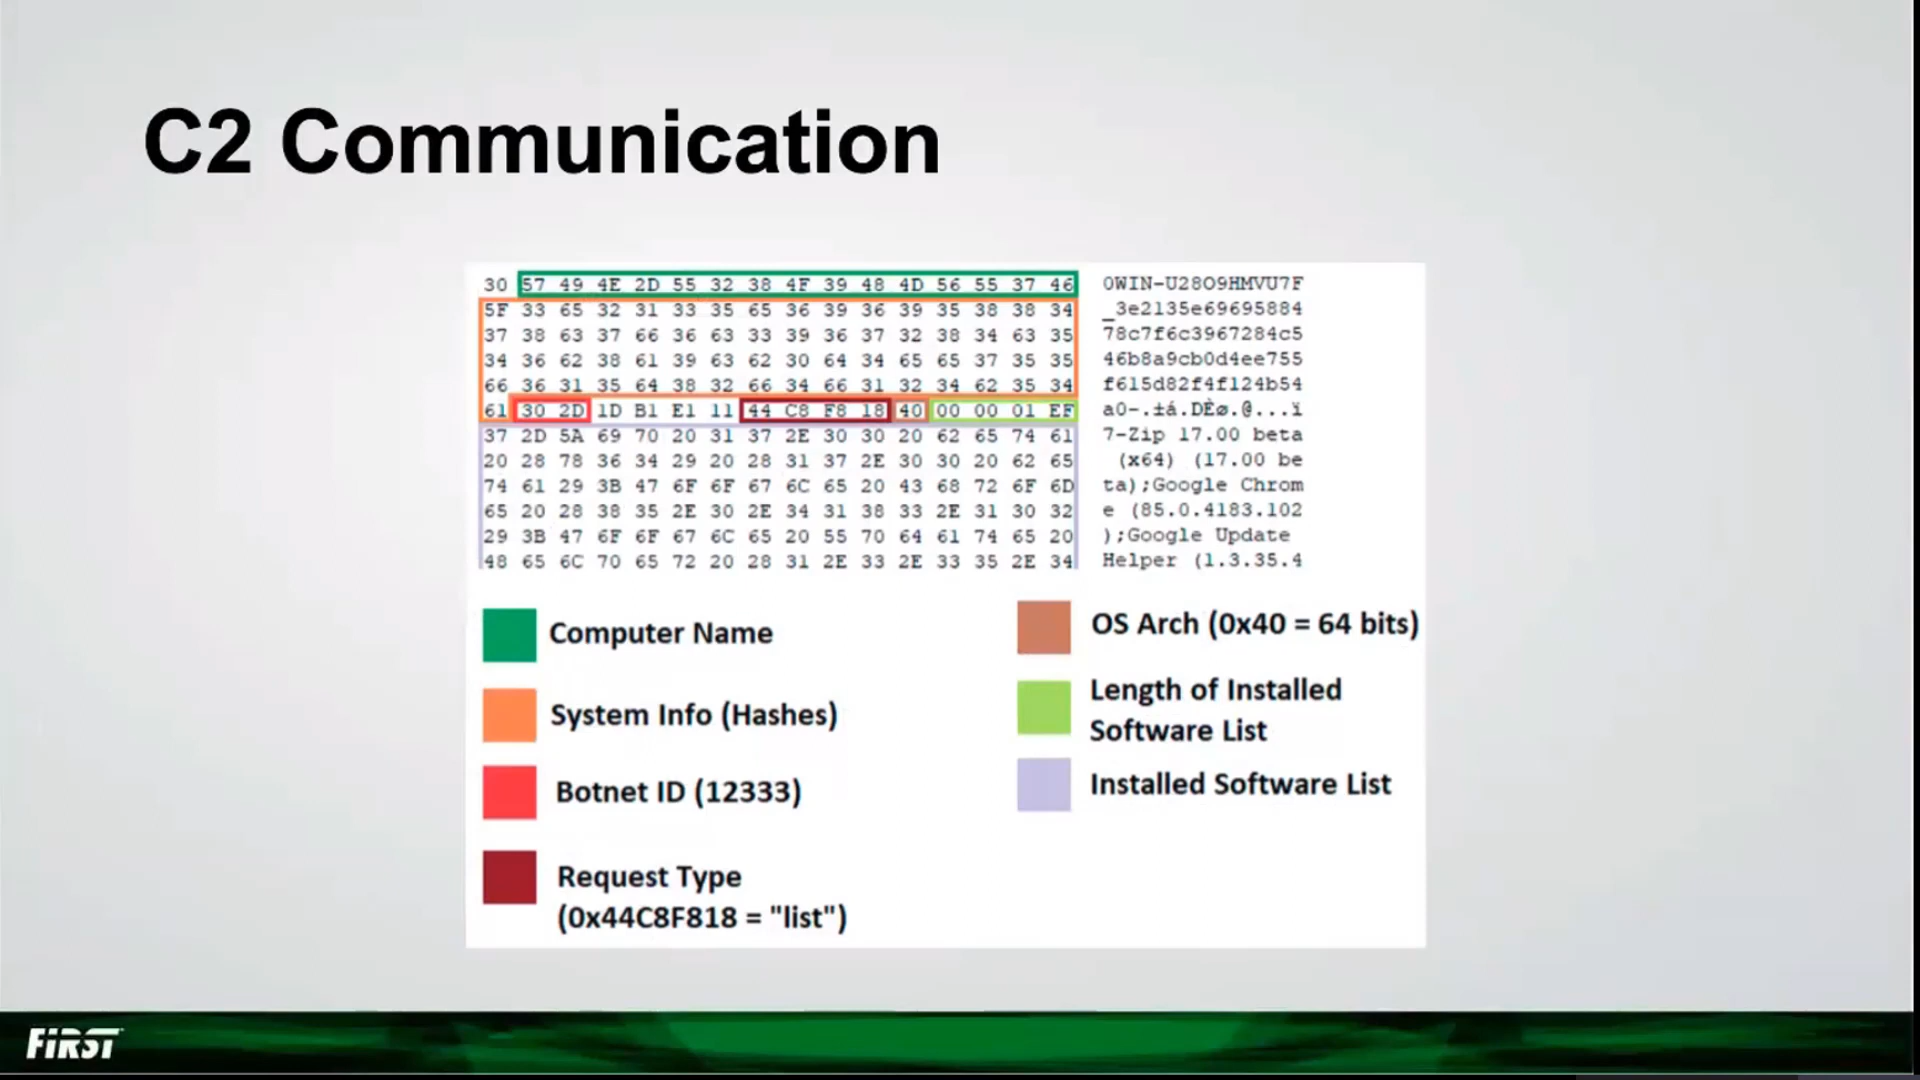 C2 Communication
30 57 49 4E 2D 55 32 38 4F 39 48 4D 56 55 37 46 0WIN-U28O9HMVU7F
5F 33 65 32 31 33 35 65 36 39 36 39 35 38 38 34 _3e2135e69695884
37 38 63 37 66 36 63 33 39 36 37 32 38 34 63 35 78c7f6c3967284c5
34 36 62 38 61 39 63 62 30 64 34 65 65 37 35 35 46b8a9cb0d4ee755
66 36 31 35 64 38 32 66 34 66 31 32 34 62 35 34 f615d82f4f124b54
61 30 2D 1D B1 E1 11 44 C8 F8 18 40 00 00 01 EF a0-.±á.DÈø.@...ï
37 2D 5A 69 70 20 31 37 2E 30 30 20 62 65 74 61 7-Zip 17.00 beta
20 28 78 36 34 29 20 28 31 37 2E 30 30 20 62 65 (x64) (17.00 be
74 61 29 3B 47 6F 6F 67 6C 65 20 43 68 72 6F 6D ta);Google Chrom
65 20 28 38 35 2E 30 2E 34 31 38 33 2E 31 30 32 e (85.0.4183.102
29 3B 47 6F 6F 67 6C 65 20 55 70 64 61 74 65 20 );Google Update
48 65 6C 70 65 72 20 28 31 2E 33 2E 33 35 2E 34 Helper (1.3.35.4
Computer Name
System Info (Hashes)
Botnet ID (12333)
Request Type
(0x44C8F818 = "list")
OS Arch (0x40 = 64 bits)
Length of Installed
Software List
Installed Software List
FiRST